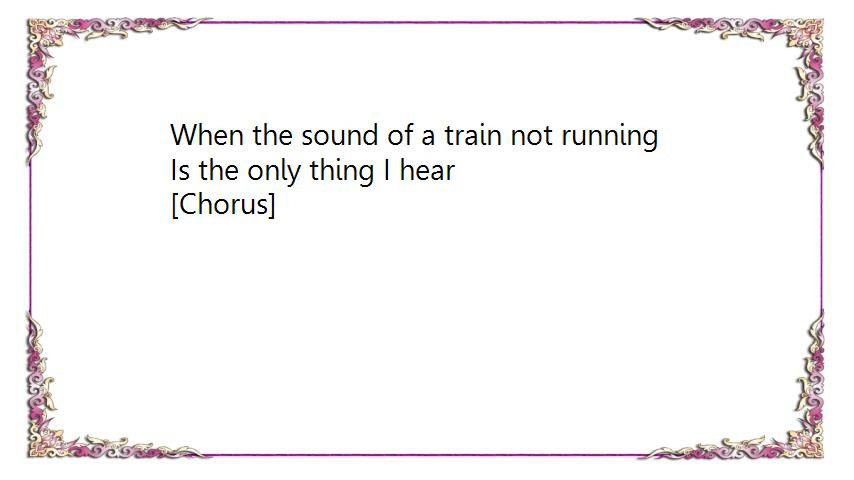 When the sound of a train not running
Is the only thing I hear
[Chorus]